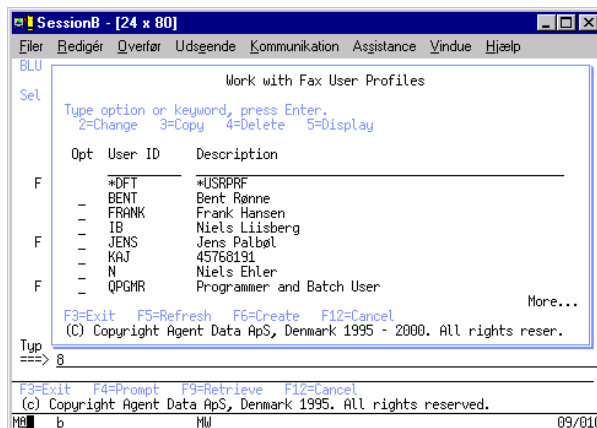 SessionB - [24 x 80]
Filer Redigér Overfør Udseende Kommunikation Assistance Vindue Hjælp
BLU
Work with Fax User Profiles
Sel
Type option or keyword, press Enter.
2=Change 3=Copy 4=Delete 5=Display
Opt User ID Description
F *DFT *USRPRF
_ BENT Bent Rønne
_ FRANK Frank Hansen
_ IB Niels Liisberg
F _ JENS Jens Palbøl
_ KAJ 45768191
_ N Niels Ehler
F _ QPGMR Programmer and Batch User
More...
F3=Exit F5=Refresh F6=Create F12=Cancel
(C) Copyright Agent Data ApS, Denmark 1995 - 2000. All rights reser.
Typ
===> 8
F3=Exit F4=Prompt F9=Retrieve F12=Cancel
(c) Copyright Agent Data ApS, Denmark 1995. All rights reserved.
b MW 09/010